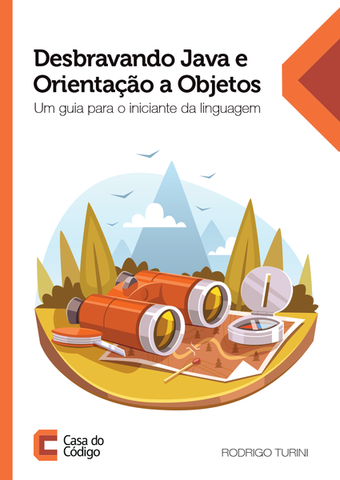 Desbravando Java e
Orientação a Objetos
Um guia para o iniciante da linguagem
Casa do
Código
RODRIGO TURINI